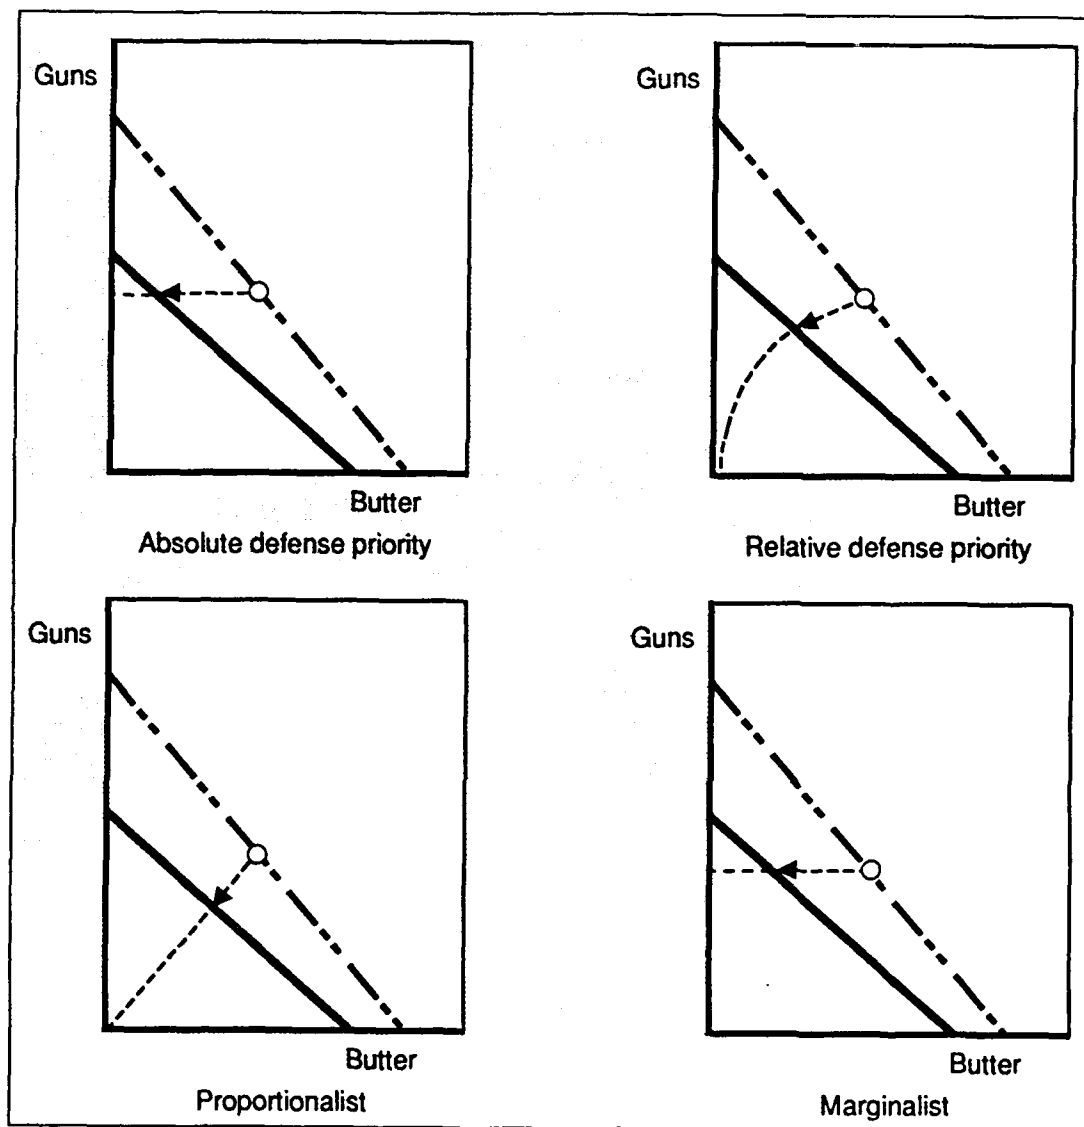 Guns
Butter
Absolute defense priority
Guns
Butter
Relative defense priority
Guns
Butter
Proportionalist
Guns
Butter
Marginalist